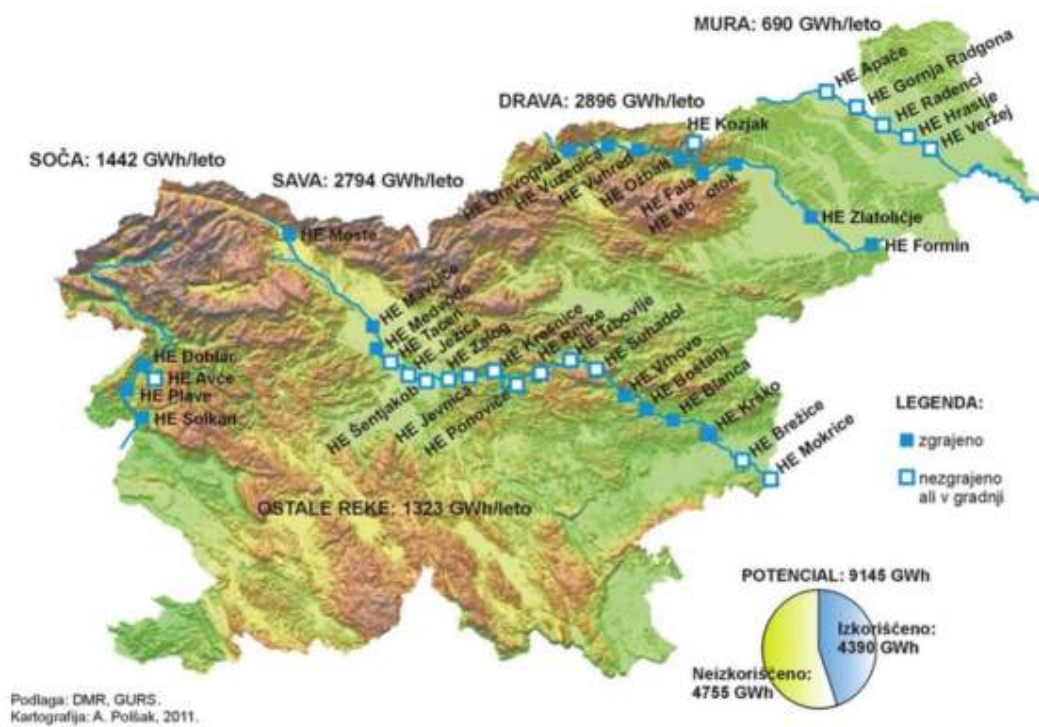 MURA: 690 GWh/leto
HE Apače
HE Gornja Radgona
HE Radenci
HE Hrastje
HE Veržej
DRAVA: 2896 GWh/leto
HE Kozjak
HE Dravograd
HE Vuzenica
HE Vuhred
HE Ožbalt
HE Fala
HE Mb. otok
HE Zlatoličje
HE Formin
SOČA: 1442 GWh/leto
SAVA: 2794 GWh/leto
HE Moste
HE Mavčiče
HE Medvode
HE Tacen
HE Ježica
HE Šentjakob
HE Zalog
HE Jevnica
HE Kresnice
HE Ponoviče
HE Renke
HE Trbovlje
HE Suhadol
HE Vrhovo
HE Boštanj
HE Blanca
HE Krško
HE Brežice
HE Mokrice
HE Doblar
HE Avče
HE Plave
HE Solkan
OSTALE REKE: 1323 GWh/leto
LEGENDA:
zgrajeno
nezgrajeno
ali v gradnji
POTENCIAL: 9145 GWh
Izkoriščeno:
4390 GWh
Neizkoriščeno:
4755 GWh
Podlaga: DMR, GURS.
Kartografija: A. Polšak, 2011.